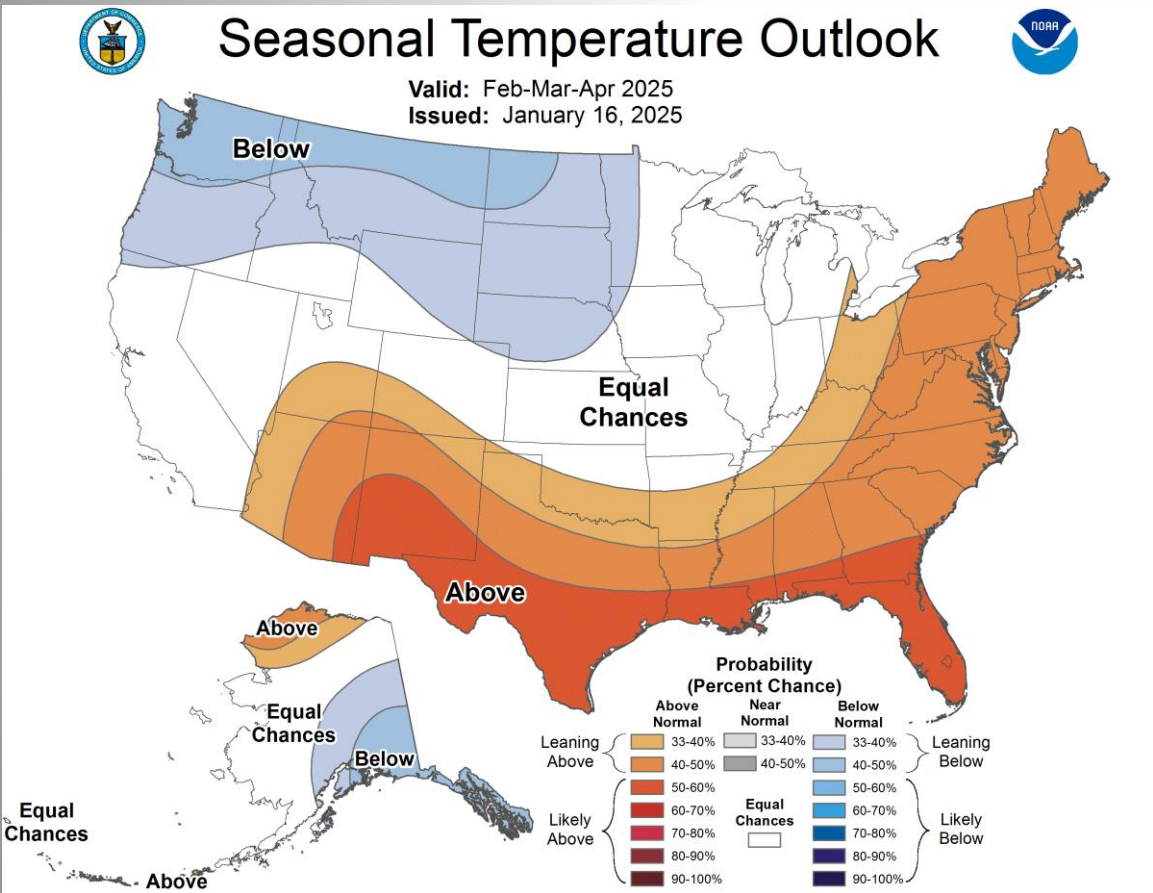 Seasonal Temperature Outlook
NOAA
Valid: Feb-Mar-Apr 2025
Issued: January 16, 2025
Below
Equal
Chances
Above
Above
Equal
Chances
Below
Equal
Chances
Above
Probability
(Percent Chance)
Above
Normal
Near
Normal
Below
Normal
Leaning
Above
33-40%
40-50%
33-40%
40-50%
33-40%
40-50%
Leaning
Below
Likely
Above
50-60%
60-70%
70-80%
80-90%
90-100%
Equal
Chances
50-60%
60-70%
70-80%
80-90%
90-100%
Likely
Below